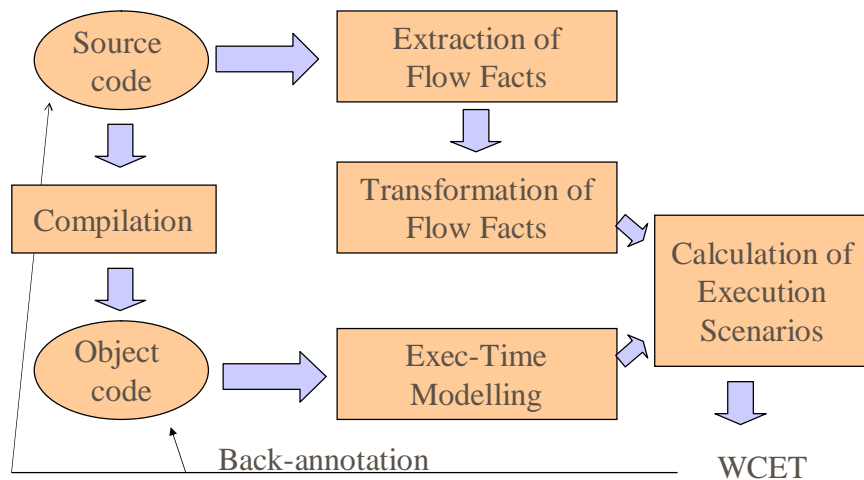 Source
code
Extraction of
Flow Facts
Compilation
Transformation of
Flow Facts
Calculation of
Execution
Scenarios
Object
code
Exec-Time
Modelling
Back-annotation
WCET